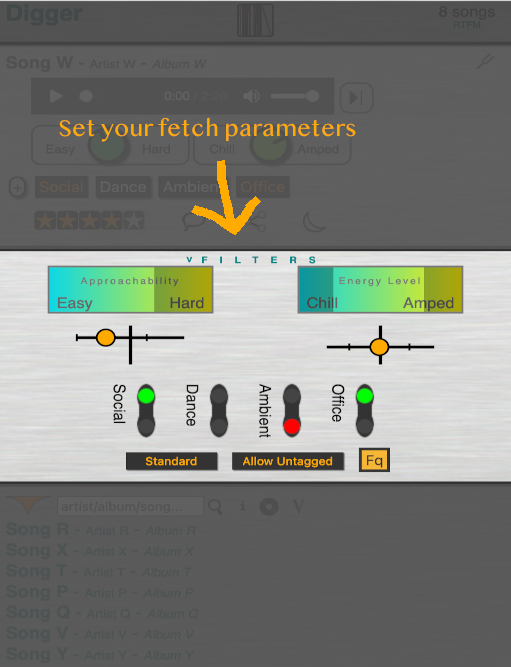 Digger
8 songs
RTFM
Song W - Artist W - Album W
0:00
Set your fetch parameters
Easy Hard Chill Amped
Social Dance Ambient Office
v F I L T E R S
Approachability Energy Level
Easy Hard Chill Amped
Social Dance Ambient Office
Standard Allow Untagged Fq
artist/album/song...
Song R - Artist R - Album R
Song X - Artist X - Album X
Song T - Artist T - Album T
Song P - Artist P - Album P
Song Q - Artist Q - Album Q
Song V - Artist V - Album V
Song Y - Artist Y - Album Y